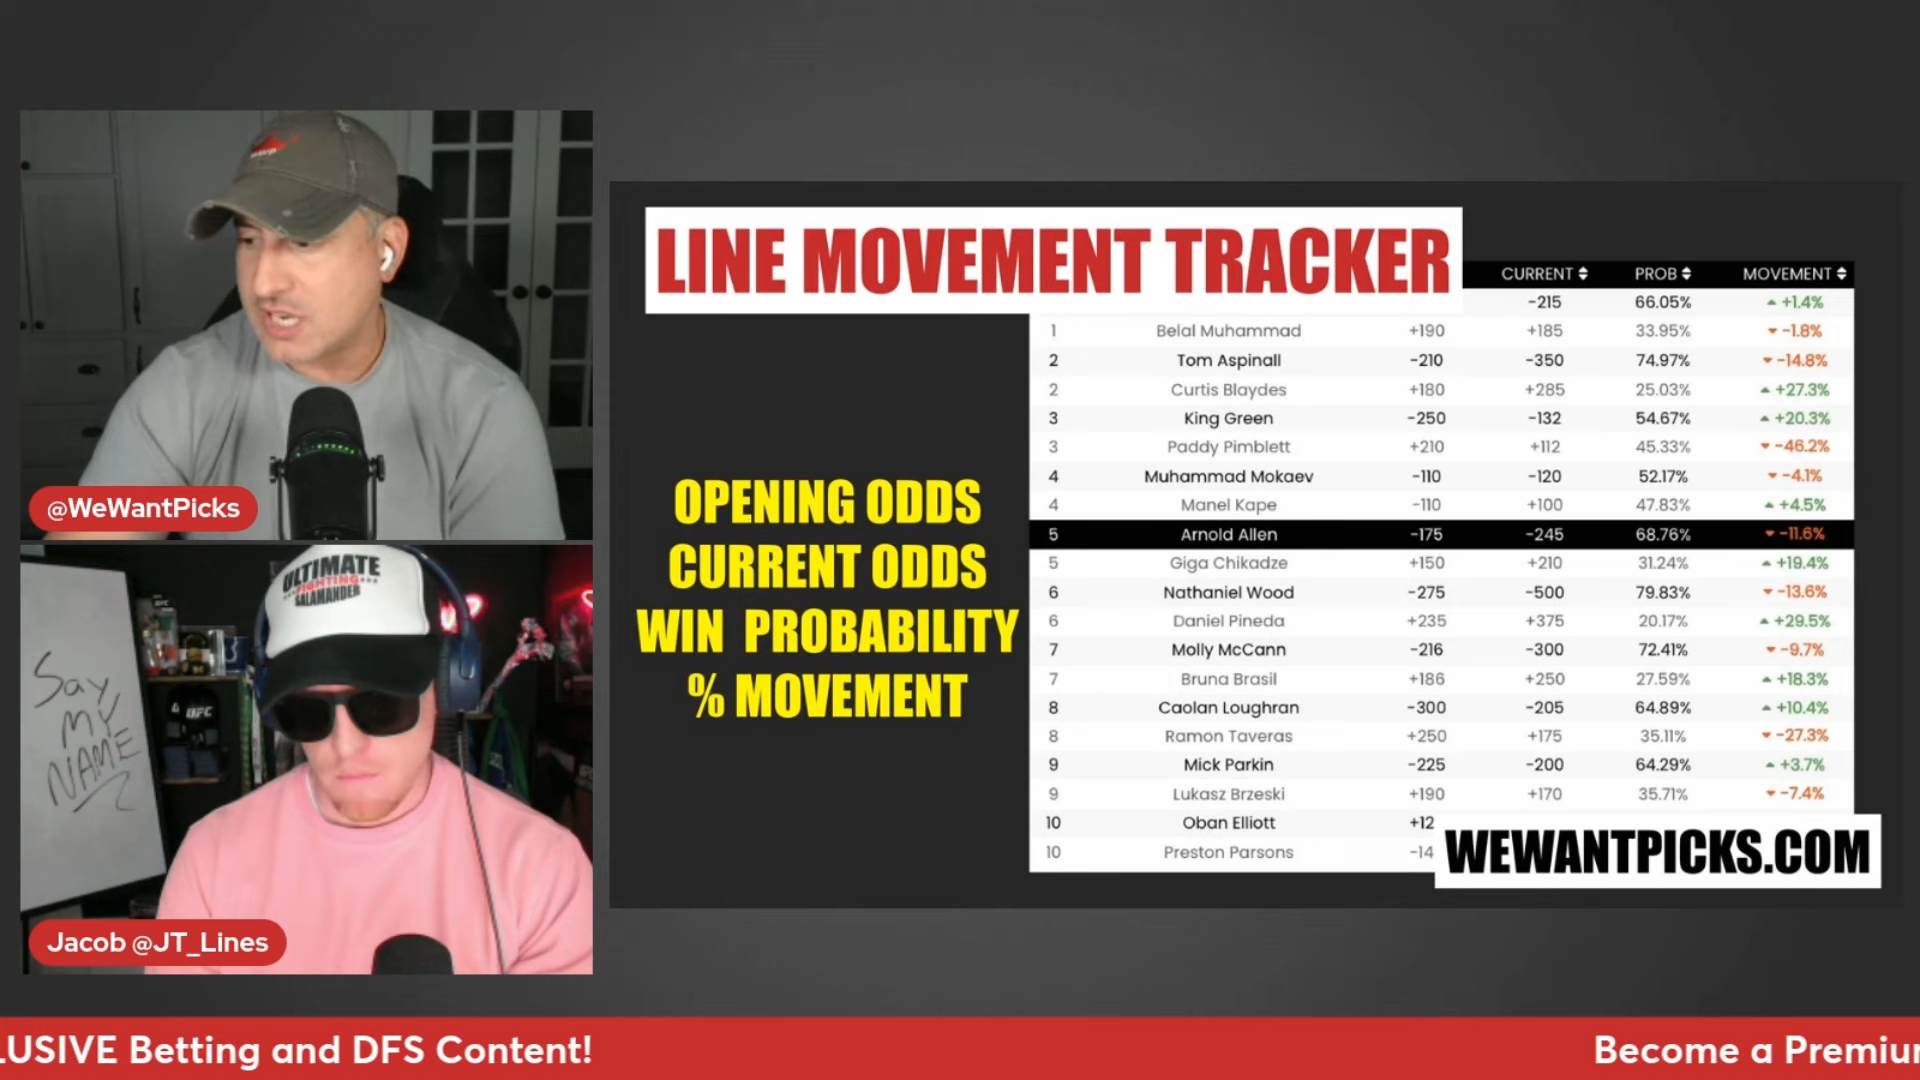 LINE MOVEMENT TRACKER
CURRENT PROB MOVEMENT
-215 66.05% +1.4%
1 Belal Muhammad +190 +185 33.95% -1.8%
2 Tom Aspinall -210 -350 74.97% -14.8%
2 Curtis Blaydes +180 +285 25.03% +27.3%
3 King Green -250 -132 54.67% +20.3%
3 Paddy Pimblett +210 +112 45.33% -46.2%
4 Muhammad Mokaev -110 -120 52.17% -4.1%
4 Manel Kape -110 +100 47.83% +4.5%
5 Arnold Allen -175 -245 68.76% -11.6%
5 Giga Chikadze +150 +210 31.24% +19.4%
6 Nathaniel Wood -275 -500 79.83% -13.6%
6 Daniel Pineda +235 +375 20.17% +29.5%
7 Molly McCann -216 -300 72.41% -9.7%
7 Bruna Brasil +186 +250 27.59% +18.3%
8 Caolan Loughran -300 -205 64.89% +10.4%
8 Ramon Taveras +250 +175 35.11% -27.3%
9 Mick Parkin -225 -200 64.29% +3.7%
9 Lukasz Brzeski +190 +170 35.71% -7.4%
10 Oban Elliott +12
10 Preston Parsons -14
OPENING ODDS
CURRENT ODDS
WIN PROBABILITY
% MOVEMENT
WEWANTPICKS.COM
@WeWantPicks
ULTIMATE
FIGHTING
SALAMANDER
UFC
Say
MY
NAME
Jacob @JT_Lines
LUSIVE Betting and DFS Content!
Become a Premiu